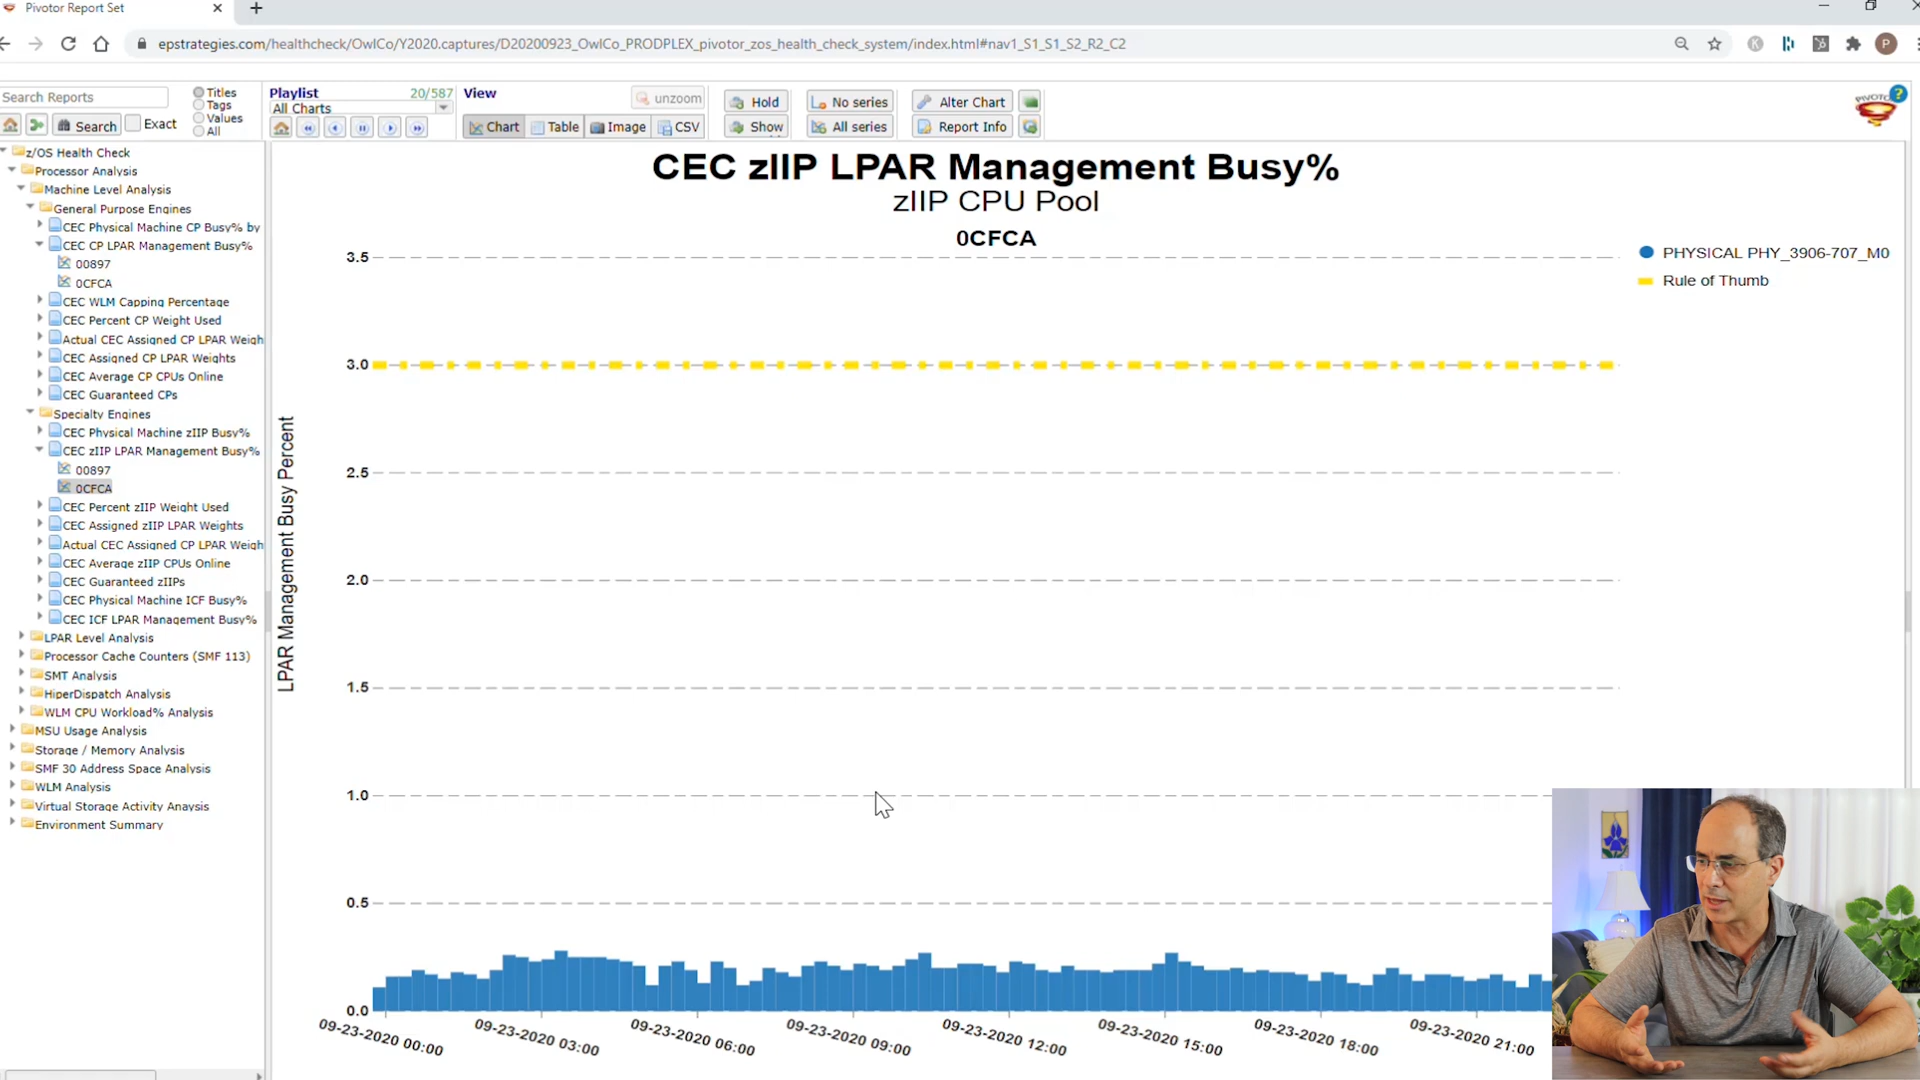 Pivotor Report Set
epstrategies.com/healthcheck/OwlCo/Y2020.captures/D20200923_OwlCo_PRODPLEX_pivotor_zos_health_check_system/index.html#nav1_S1_S1_S2_R2_C2
K
P
Search Reports
Titles
Tags
Values
All
Search
Exact
Playlist
20/587
All Charts
View
unzoom
Chart
Table
Image
CSV
Hold
Show
No series
All series
Alter Chart
Report Info
PIVOTO
?
z/OS Health Check
Processor Analysis
Machine Level Analysis
General Purpose Engines
CEC Physical Machine CP Busy% by
CEC CP LPAR Management Busy%
00897
0CFCA
CEC WLM Capping Percentage
CEC Percent CP Weight Used
Actual CEC Assigned CP LPAR Weigh
CEC Assigned CP LPAR Weights
CEC Average CP CPUs Online
CEC Guaranteed CPs
Specialty Engines
CEC Physical Machine zIIP Busy%
CEC zIIP LPAR Management Busy%
00897
0CFCA
CEC Percent zIIP Weight Used
CEC Assigned zIIP LPAR Weights
Actual CEC Assigned CP LPAR Weigh
CEC Average zIIP CPUs Online
CEC Guaranteed zIIPs
CEC Physical Machine ICF Busy%
CEC ICF LPAR Management Busy%
LPAR Level Analysis
Processor Cache Counters (SMF 113)
SMT Analysis
HiperDispatch Analysis
WLM CPU Workload% Analysis
MSU Usage Analysis
Storage / Memory Analysis
SMF 30 Address Space Analysis
WLM Analysis
Virtual Storage Activity Anaysis
Environment Summary
CEC zIIP LPAR Management Busy%
zIIP CPU Pool
0CFCA
PHYSICAL PHY_3906-707_M0
Rule of Thumb
LPAR Management Busy Percent
3.5
3.0
2.5
2.0
1.5
1.0
0.5
0.0
09-23-2020 00:00
09-23-2020 03:00
09-23-2020 06:00
09-23-2020 09:00
09-23-2020 12:00
09-23-2020 15:00
09-23-2020 18:00
09-23-2020 21:00